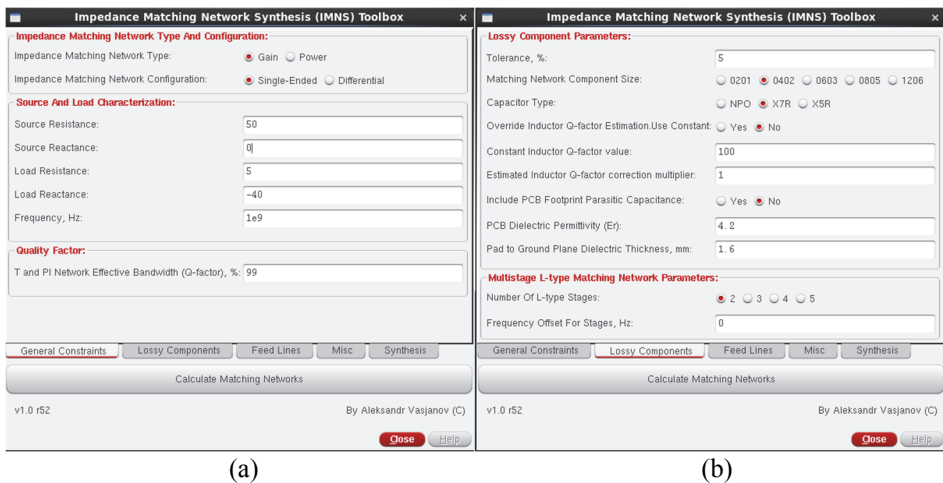 Impedance Matching Network Synthesis (IMNS) Toolbox ×
Impedance Matching Network Type And Configuration:
Impedance Matching Network Type: Gain Power
Impedance Matching Network Configuration: Single-Ended Differential
Source And Load Characterization:
Source Resistance: 50
Source Reactance: 0
Load Resistance: 5
Load Reactance: -40
Frequency, Hz: 1e9
Quality Factor:
T and PI Network Effective Bandwidth (Q-factor), %: 99
General Constraints Lossy Components Feed Lines Misc Synthesis
Calculate Matching Networks
v1.0 r52 By Aleksandr Vasjanov (C)
Close Help
(a)
Impedance Matching Network Synthesis (IMNS) Toolbox ×
Lossy Component Parameters:
Tolerance, %: 5
Matching Network Component Size: 0201 0402 0603 0805 1206
Capacitor Type: NPO X7R X5R
Override Inductor Q-factor Estimation.Use Constant: Yes No
Constant Inductor Q-factor value: 100
Estimated Inductor Q-factor correction multiplier: 1
Include PCB Footprint Parasitic Capacitance: Yes No
PCB Dielectric Permittivity (Er): 4.2
Pad to Ground Plane Dielectric Thickness, mm: 1.6
Multistage L-type Matching Network Parameters:
Number Of L-type Stages: 2 3 4 5
Frequency Offset For Stages, Hz: 0
General Constraints Lossy Components Feed Lines Misc Synthesis
Calculate Matching Networks
v1.0 r52 By Aleksandr Vasjanov (C)
Close Help
(b)